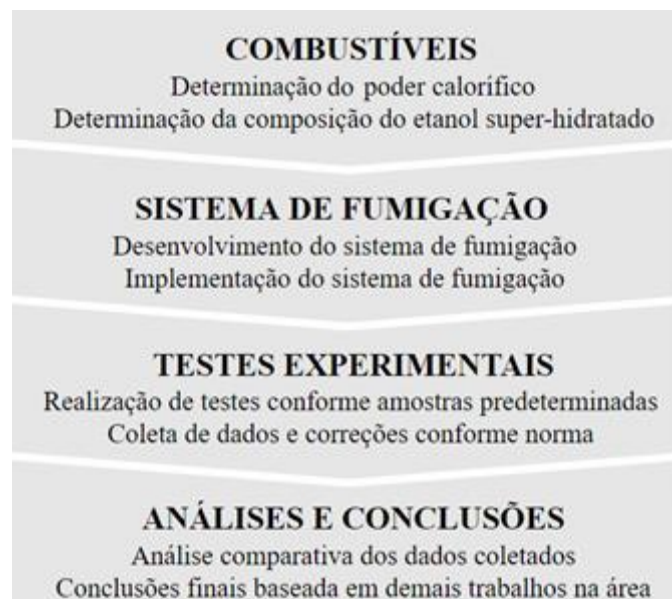 COMBUSTÍVEIS
Determinação do poder calorífico
Determinação da composição do etanol super-hidratado
SISTEMA DE FUMIGAÇÃO
Desenvolvimento do sistema de fumigação
Implementação do sistema de fumigação
TESTES EXPERIMENTAIS
Realização de testes conforme amostras predeterminadas
Coleta de dados e correções conforme norma
ANÁLISES E CONCLUSÕES
Análise comparativa dos dados coletados
Conclusões finais baseada em demais trabalhos na área